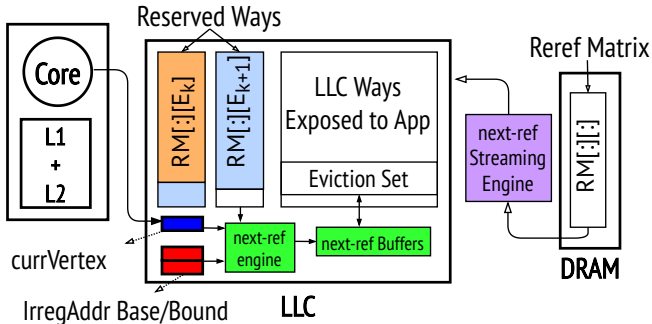 Reserved Ways
Reref Matrix
Core
L1
+
L2
RM[:][Ek]
RM[:][Ek+1]
LLC Ways
Exposed to App
Eviction Set
next-ref
Streaming
Engine
RM[:][:]
next-ref
engine
next-ref Buffers
currVertex
IrregAddr Base/Bound
LLC
DRAM